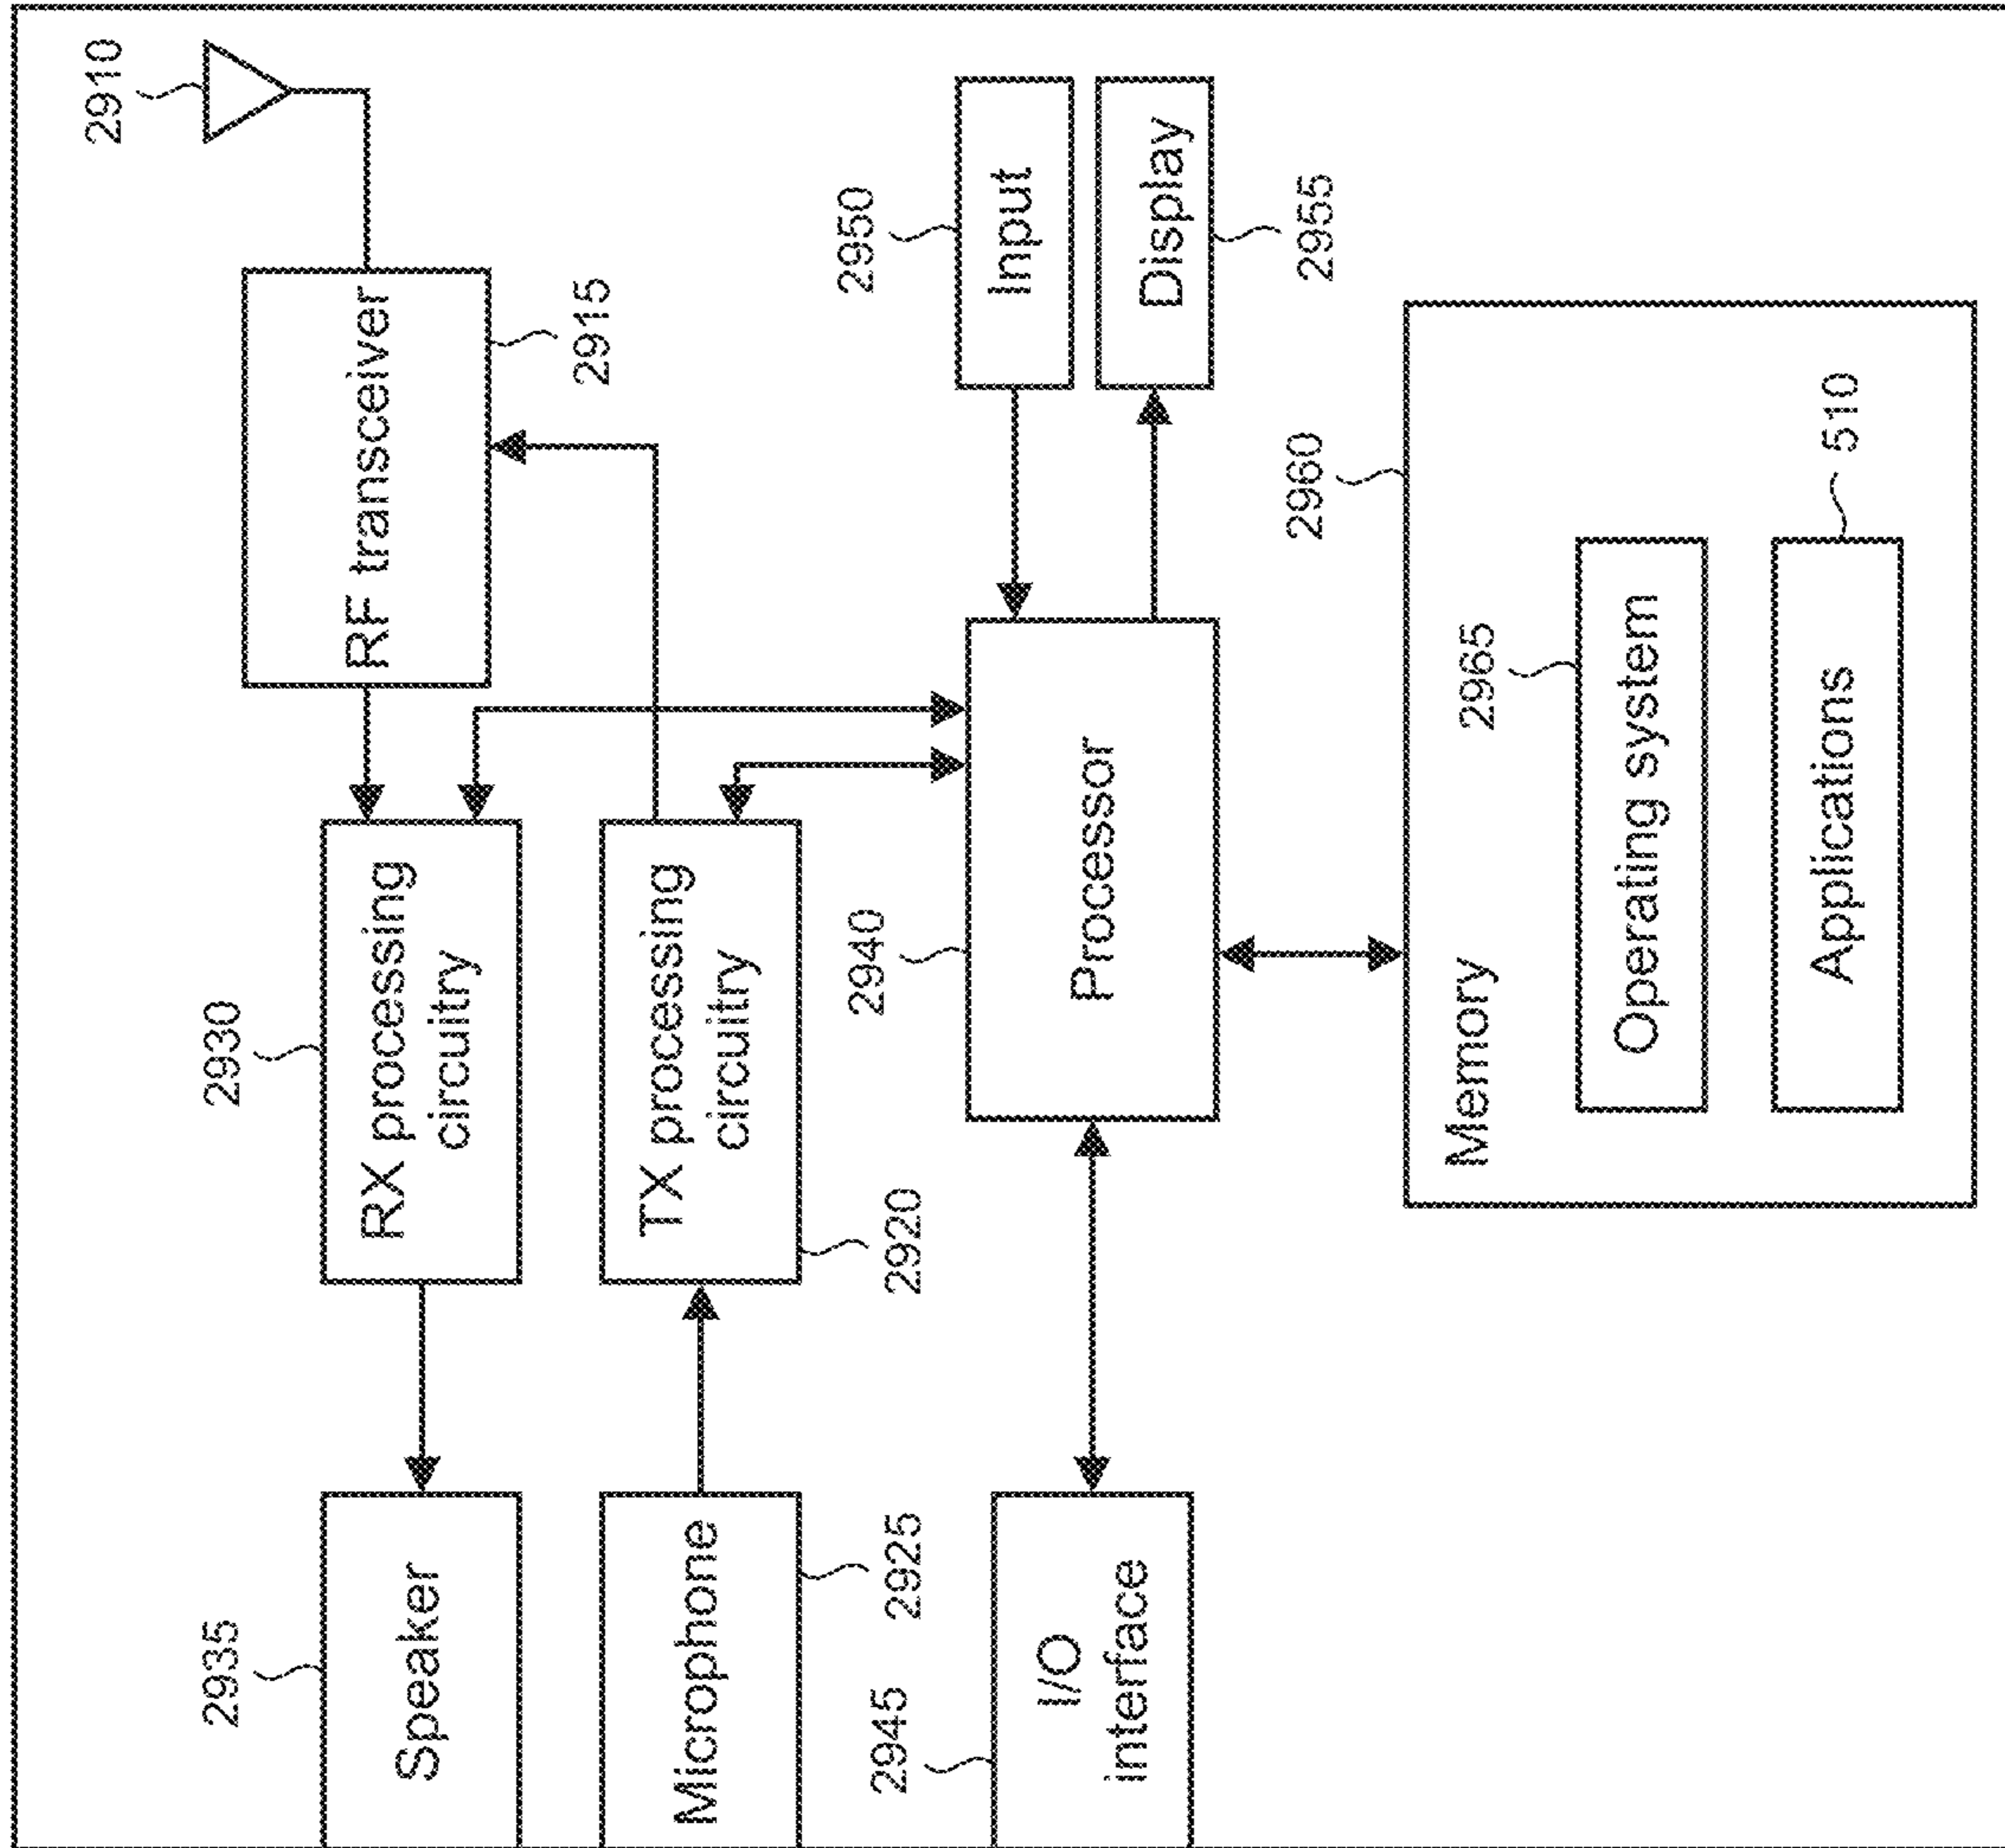 2910
RF transceiver
2915
2930
RX processing
circuitry
2935
Speaker
TX processing
circuitry
2920
Microphone
2925
2950
Input
Display
2955
2940
Processor
2945
I/O
interface
2960
Memory
2965
Operating system
Applications
510